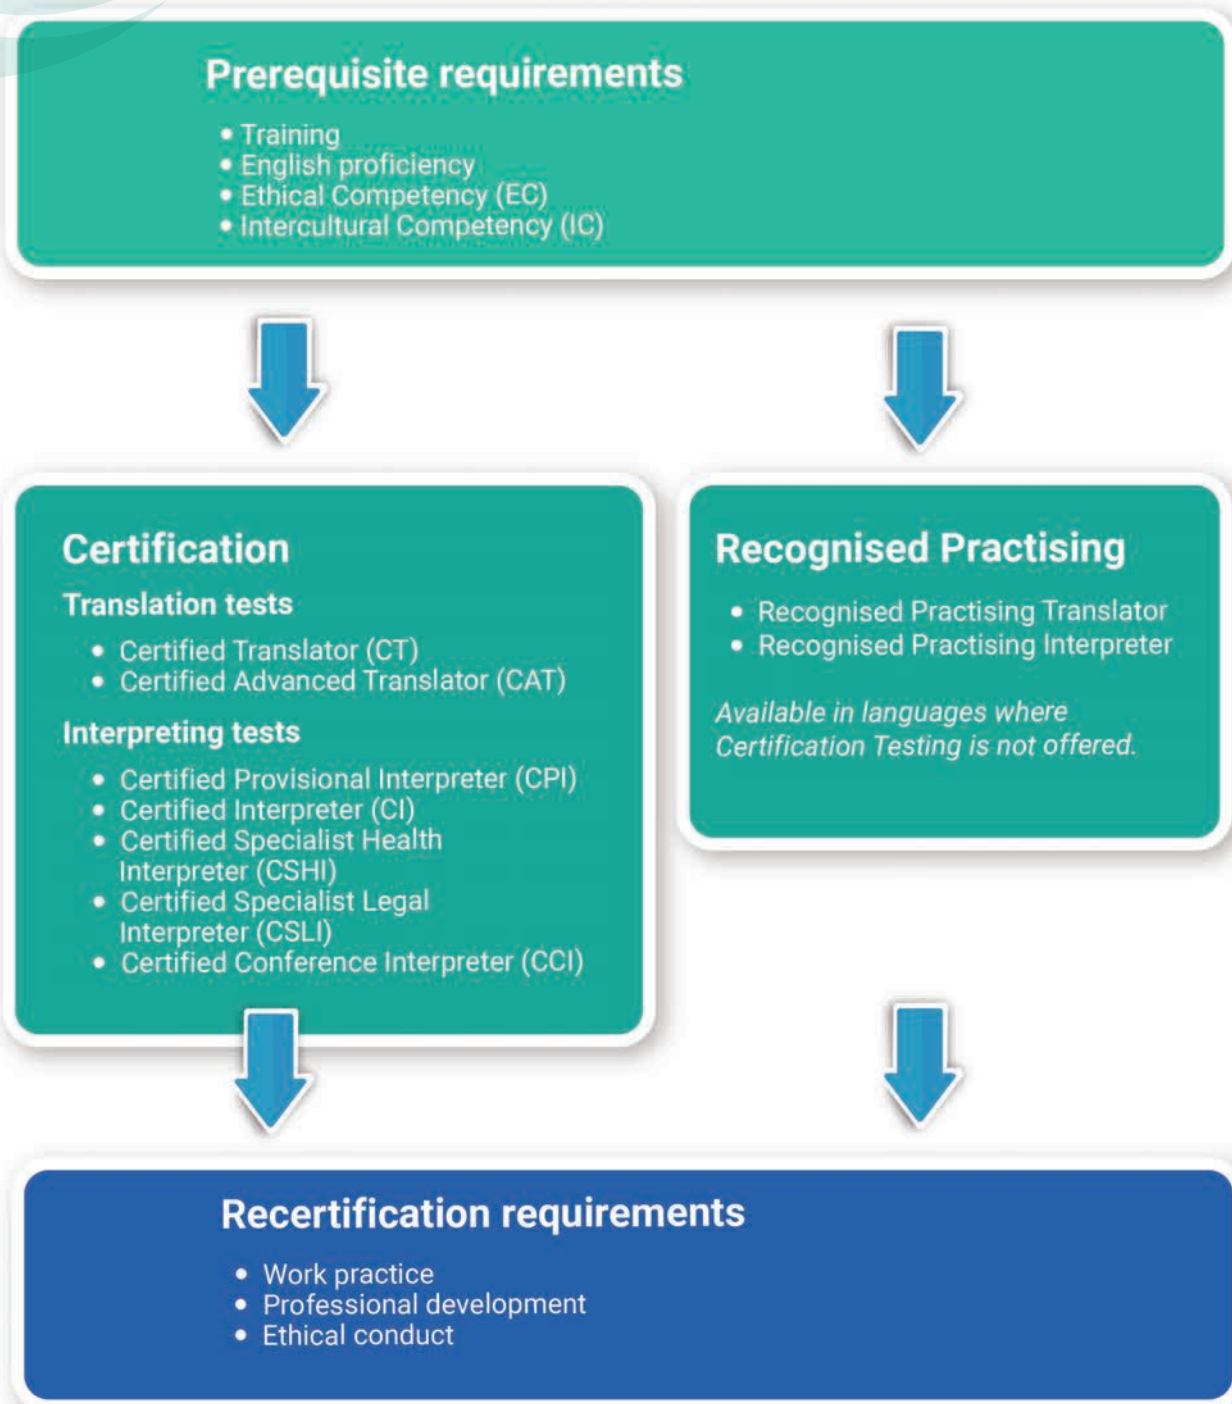 Prerequisite requirements
• Training
• English proficiency
• Ethical Competency (EC)
• Intercultural Competency (IC)
Certification
Translation tests
• Certified Translator (CT)
• Certified Advanced Translator (CAT)
Interpreting tests
• Certified Provisional Interpreter (CPI)
• Certified Interpreter (CI)
• Certified Specialist Health
Interpreter (CSHI)
• Certified Specialist Legal
Interpreter (CSLI)
• Certified Conference Interpreter (CCI)
Recognised Practising
• Recognised Practising Translator
• Recognised Practising Interpreter
Available in languages where
Certification Testing is not offered.
Recertification requirements
• Work practice
• Professional development
• Ethical conduct